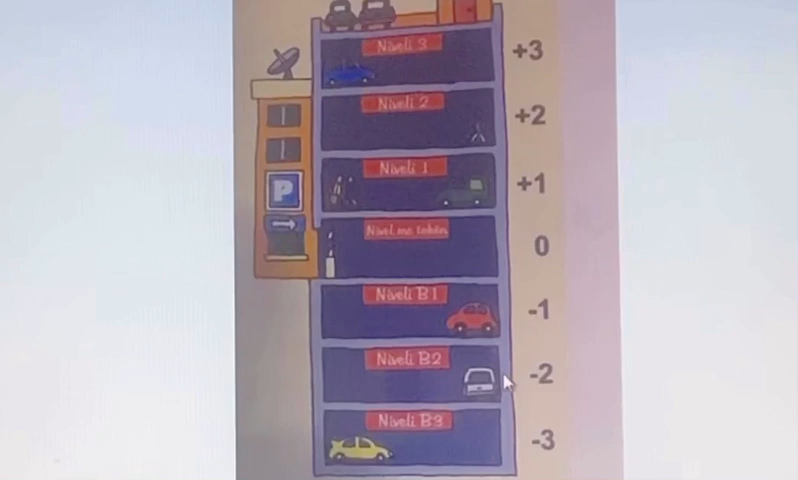 Niveli 3
+3
Niveli 2
+2
P
Niveli 1
+1
Nivel me tokën
0
Niveli B1
-1
Niveli B2
-2
Niveli B3
-3